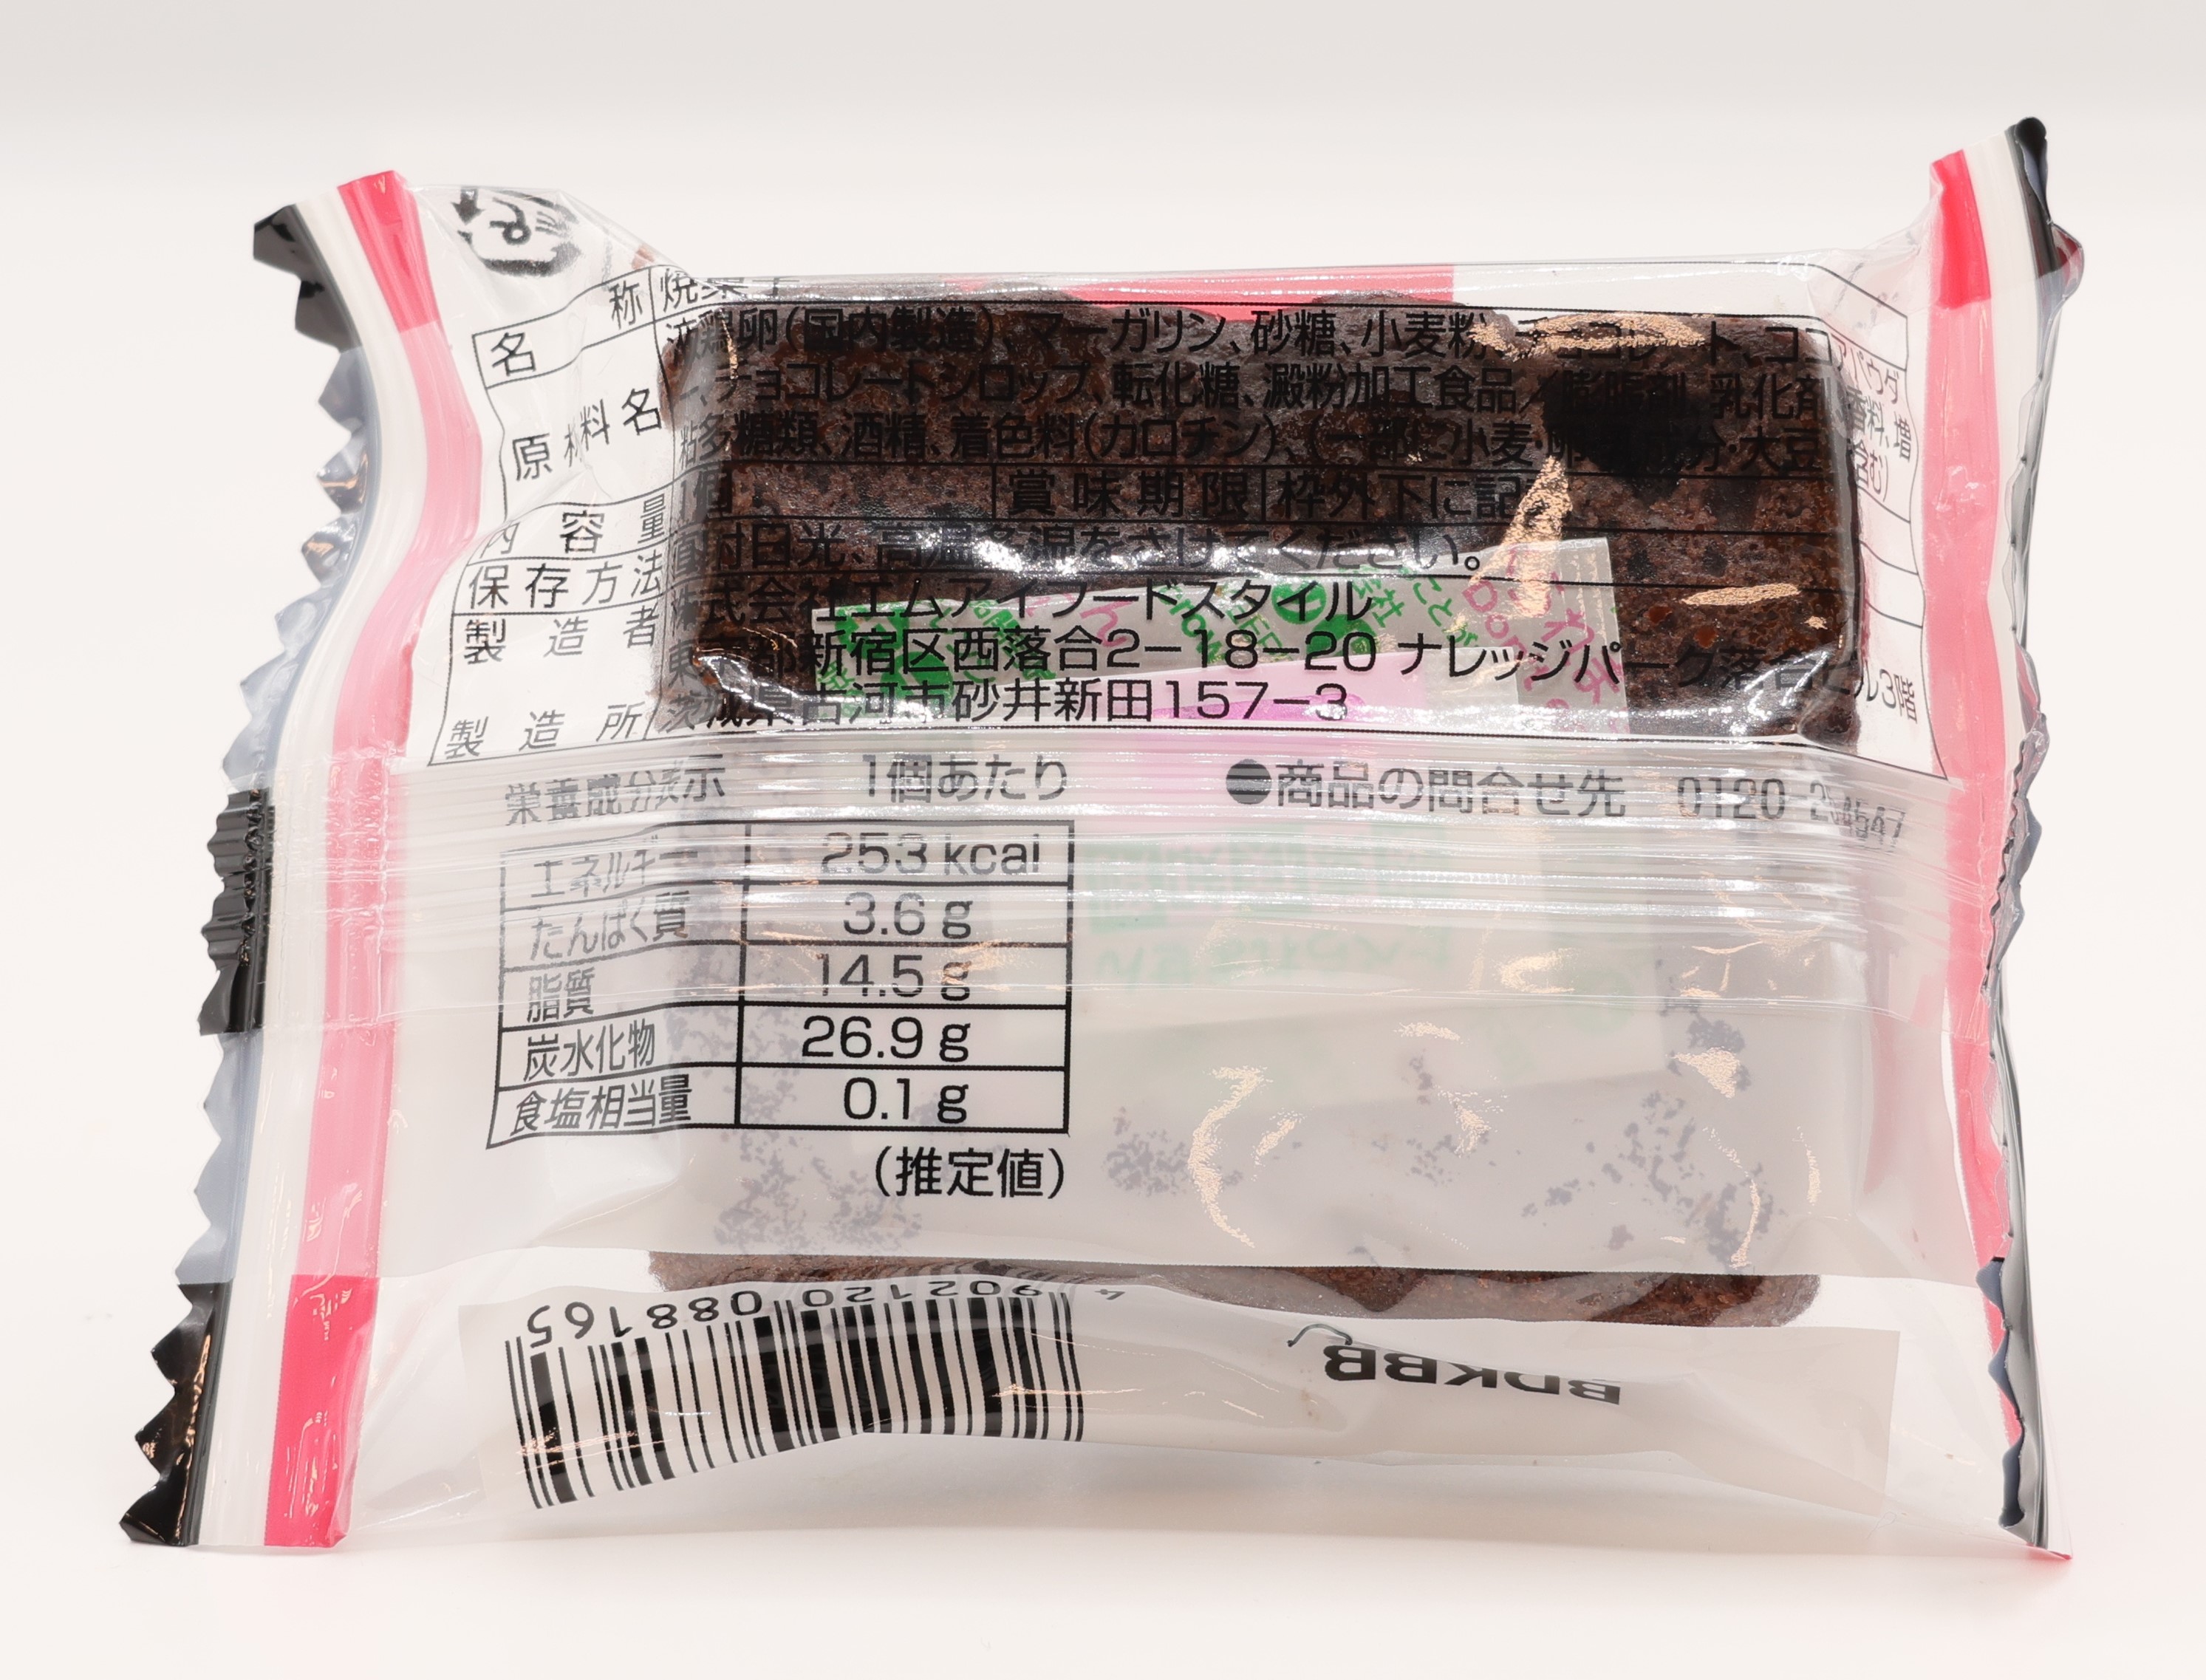 名称 焼菓子
原材料名 液鶏卵(国内製造)、マーガリン、砂糖、小麦粉、チョコレート、ココアパウダ
ー、チョコレートシロップ、転化糖、澱粉加工食品/膨脹剤、乳化剤、香料、増
粘多糖類、酒精、着色料(カロチン)、(一部に小麦・卵・乳成分・大豆を含む)
内容量 1個 賞味期限 枠外下に記載
保存方法 直射日光、高温多湿をさけてください。
製造者 株式会社エムアイフードスタイル
東京都新宿区西落合2-18-20 ナレッジパーク落合ビル3階
製造所 茨城県古河市砂井新田157-3
栄養成分表示 1個あたり
●商品の問合せ先 0120-
エネルギー 253 kcal
たんぱく質 3.6 g
脂質 14.5 g
炭水化物 26.9 g
食塩相当量 0.1 g
(推定値)
4 902120 088165
BDKBB